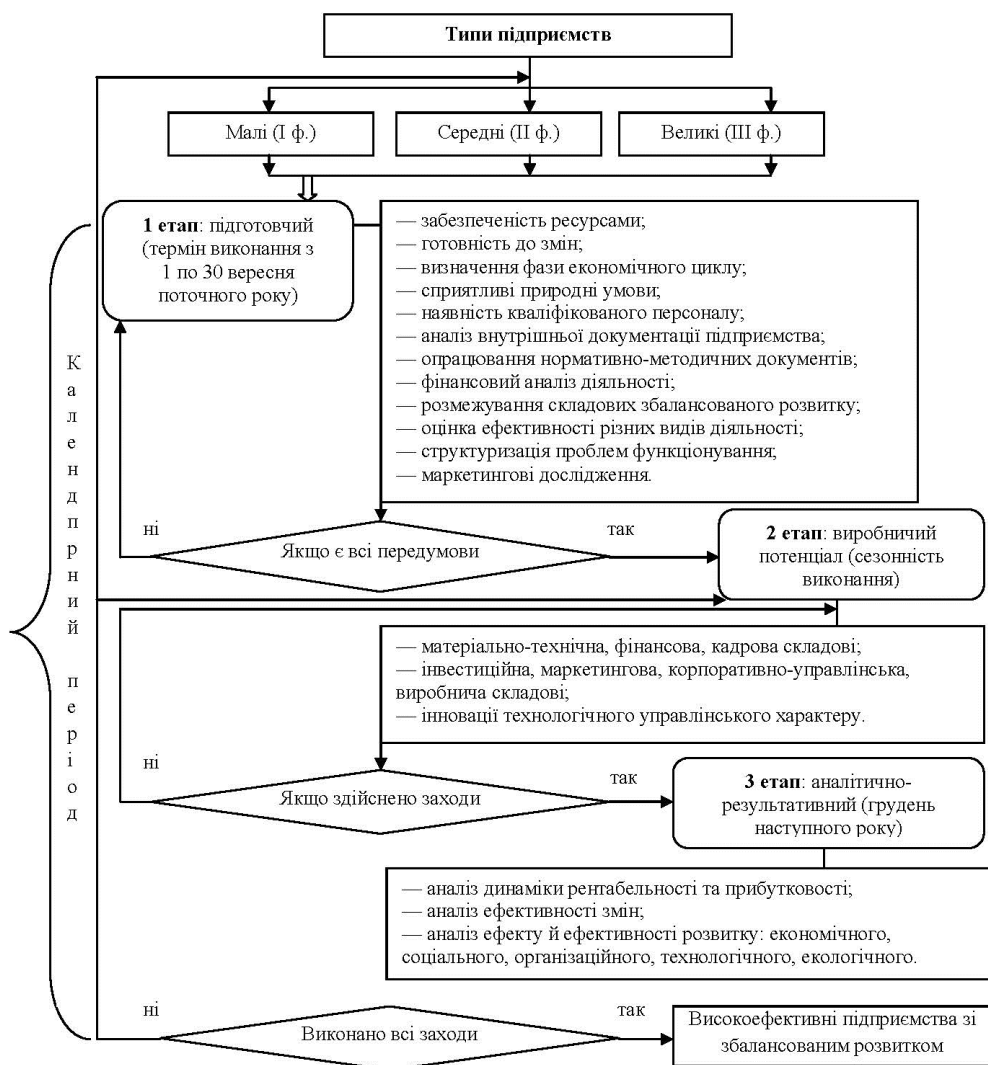 Типи підприємств
Малі (І ф.)
Середні (ІІ ф.)
Великі (ІІІ ф.)
1 етап: підготовчий
(термін виконання з
1 по 30 вересня
поточного року)
— забезпеченість ресурсами;
— готовність до змін;
— визначення фази економічного циклу;
— сприятливі природні умови;
— наявність кваліфікованого персоналу;
— аналіз внутрішньої документації підприємства;
— опрацювання нормативно-методичних документів;
— фінансовий аналіз діяльності;
— розмежування складових збалансованого розвитку;
— оцінка ефективності різних видів діяльності;
— структуризація проблем функціонування;
— маркетингові дослідження.
Календпрний період
ні
Якщо є всі передумови
так
2 етап: виробничий
потенціал (сезонність
виконання)
— матеріально-технічна, фінансова, кадрова складові;
— інвестиційна, маркетингова, корпоративно-управлінська,
виробнича складові;
— інновації технологічного управлінського характеру.
ні
Якщо здійснено заходи
так
3 етап: аналітично-
результативний (грудень
наступного року)
— аналіз динаміки рентабельності та прибутковості;
— аналіз ефективності змін;
— аналіз ефекту й ефективності розвитку: економічного,
соціального, організаційного, технологічного, екологічного.
ні
Виконано всі заходи
так
Високоефективні підприємства зі
збалансованим розвитком